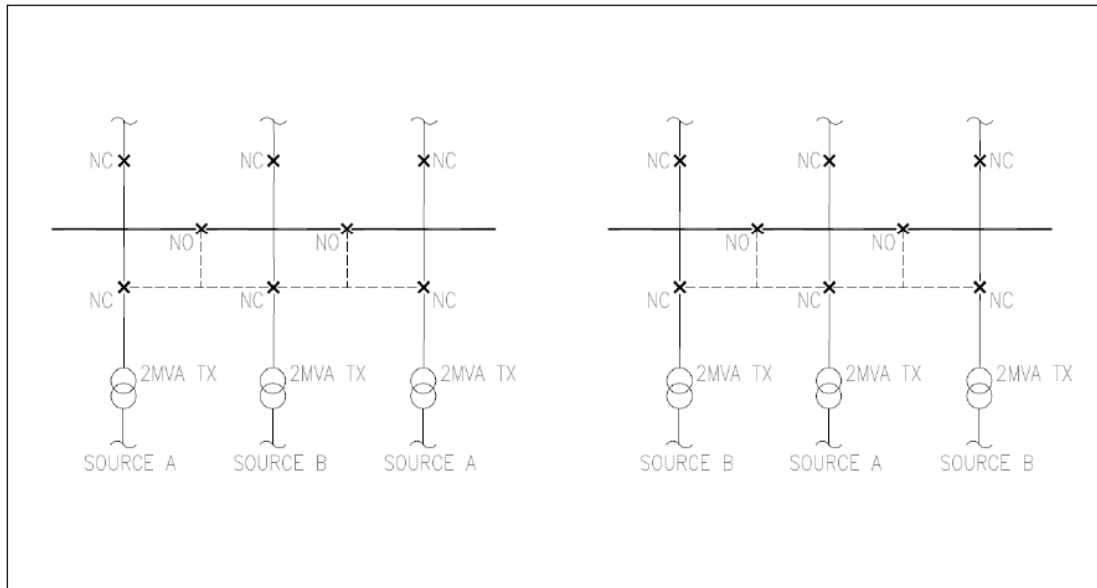 NC NC NC NC NC NC
NO NO NO NO
NC NC NC NC NC NC
2MVA TX 2MVA TX 2MVA TX 2MVA TX 2MVA TX 2MVA TX
SOURCE A SOURCE B SOURCE A SOURCE B SOURCE A SOURCE B